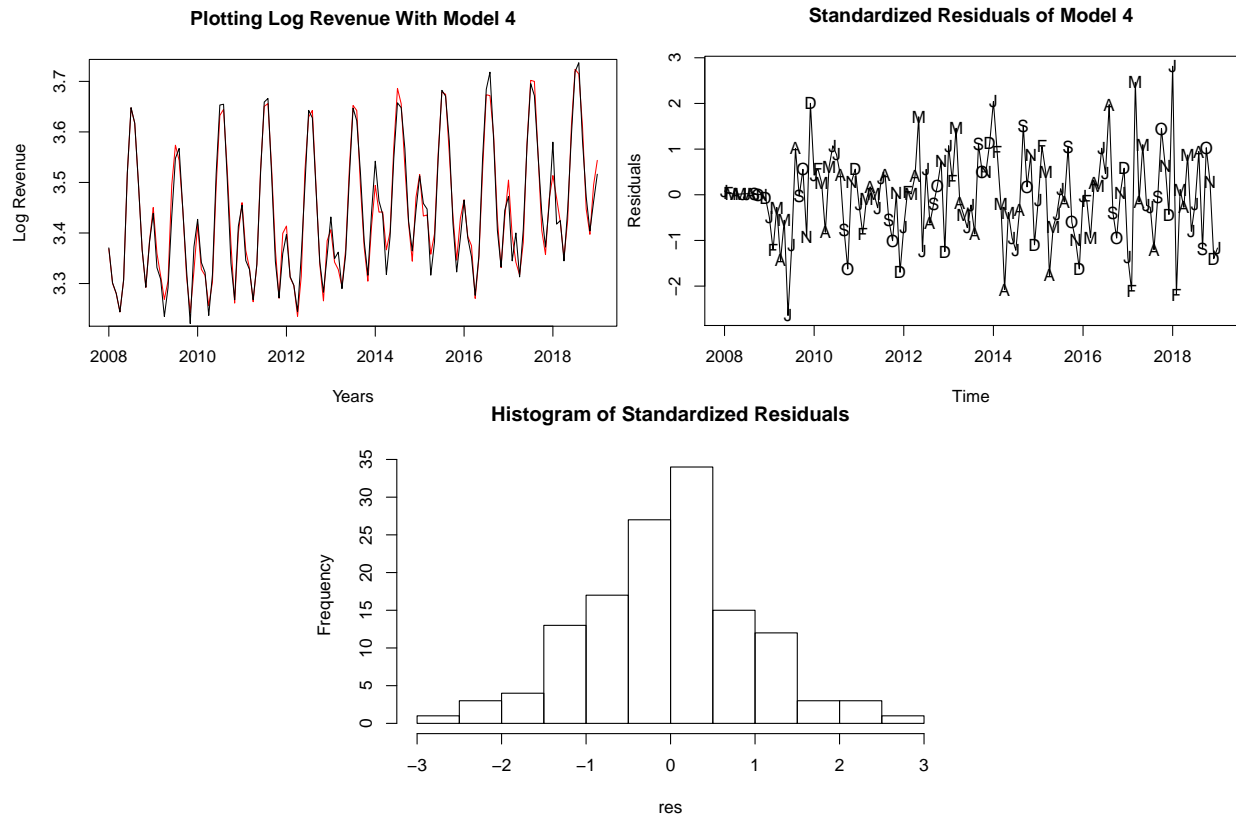 Plotting Log Revenue With Model 4
Log Revenue
3.3 3.4 3.5 3.6 3.7
2008 2010 2012 2014 2016 2018
Years
Standardized Residuals of Model 4
Residuals
−2 −1 0 1 2 3
2008 2010 2012 2014 2016 2018
Time
Histogram of Standardized Residuals
Frequency
0 5 10 15 20 25 30 35
−3 −2 −1 0 1 2 3
res